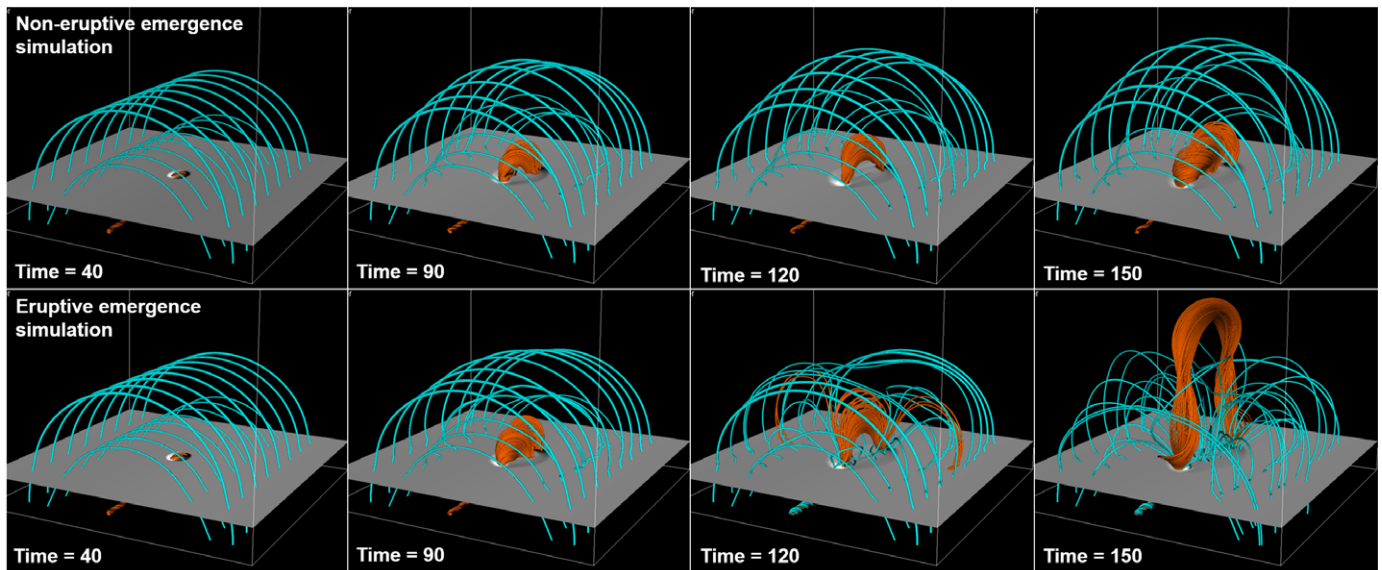 Non-eruptive emergence
simulation
Time = 40
Time = 90
Time = 120
Time = 150
Eruptive emergence
simulation
Time = 40
Time = 90
Time = 120
Time = 150